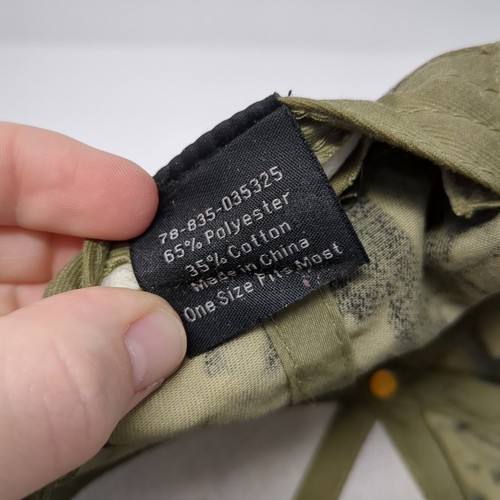 78-835-035325
65% Polyester
35% Cotton
Made in China
One Size Fits Most